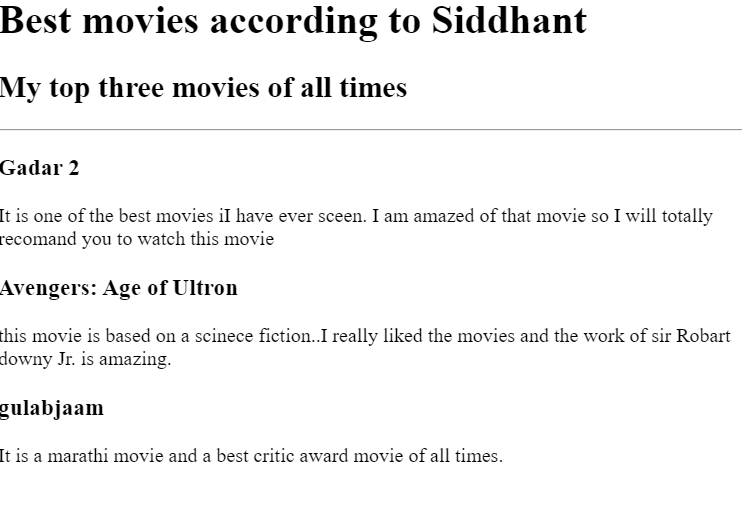 Best movies according to Siddhant
My top three movies of all times
Gadar 2
It is one of the best movies iI have ever sceen. I am amazed of that movie so I will totally
recomand you to watch this movie
Avengers: Age of Ultron
this movie is based on a scinece fiction..I really liked the movies and the work of sir Robart
downy Jr. is amazing.
gulabjaam
It is a marathi movie and a best critic award movie of all times.